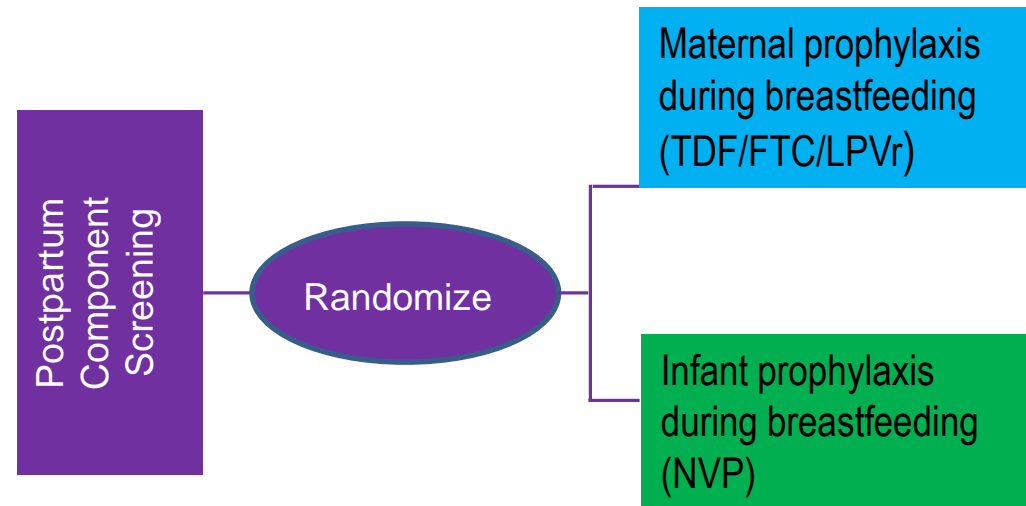 Postpartum
Component
Screening
Randomize
Maternal prophylaxis
during breastfeeding
(TDF/FTC/LPVr)
Infant prophylaxis
during breastfeeding
(NVP)